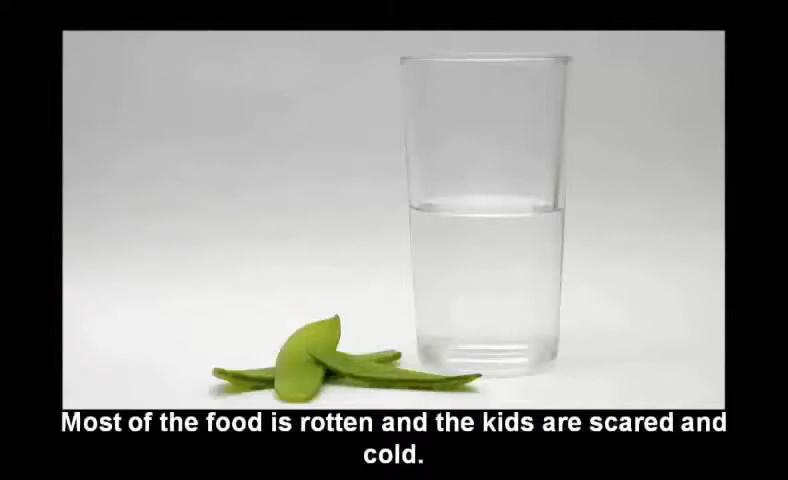 Most of the food is rotten and the kids are scared and
cold.